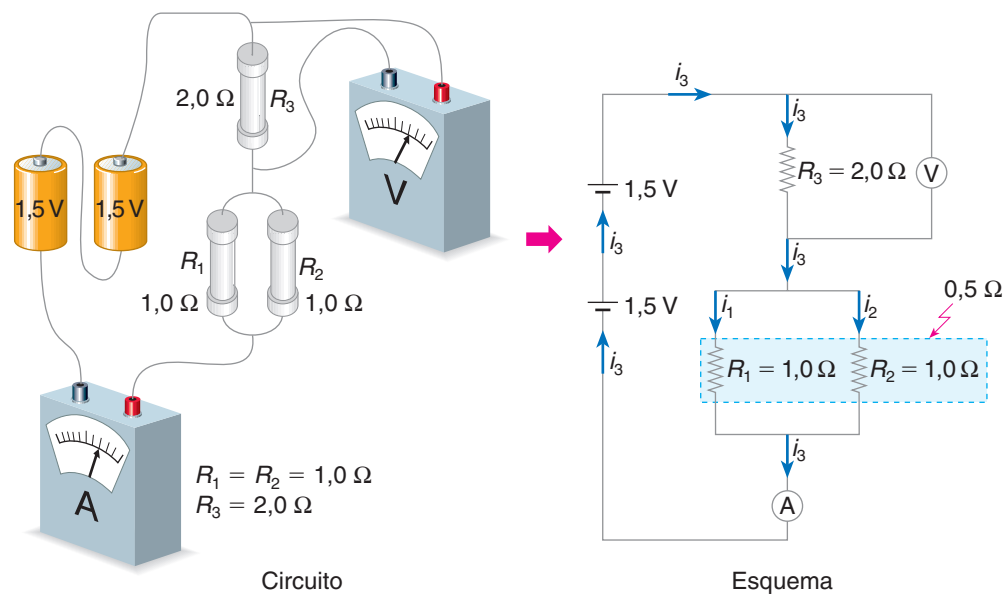 2,0 Ω R₃
1,5 V 1,5 V
V
R₁ R₂
1,0 Ω 1,0 Ω
A
R₁ = R₂ = 1,0 Ω
R₃ = 2,0 Ω
Circuito
i₃
i₃
R₃ = 2,0 Ω V
1,5 V
i₃
i₃
1,5 V
0,5 Ω
i₁ i₂
i₃
R₁ = 1,0 Ω R₂ = 1,0 Ω
i₃
A
Esquema